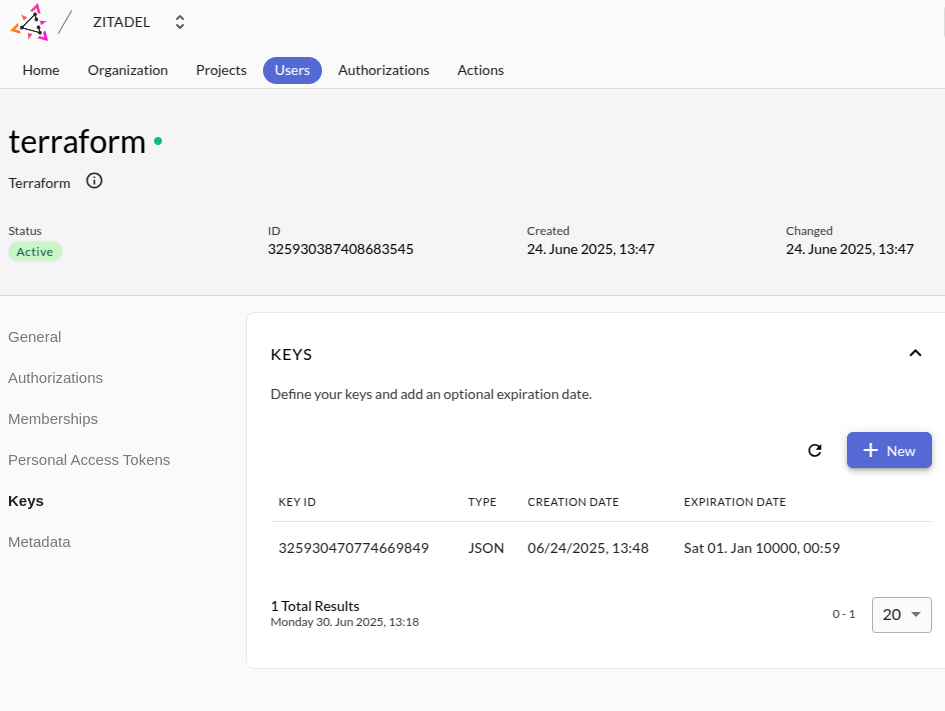 ZITADEL
Home Organization Projects Users Authorizations Actions
terraform
Terraform
Status ID Created Changed
Active 325930387408683545 24. June 2025, 13:47 24. June 2025, 13:47
General
Authorizations
Memberships
Personal Access Tokens
Keys
Metadata
KEYS
Define your keys and add an optional expiration date.
New
KEY ID TYPE CREATION DATE EXPIRATION DATE
325930470774669849 JSON 06/24/2025, 13:48 Sat 01. Jan 10000, 00:59
1 Total Results
Monday 30. Jun 2025, 13:18
0 - 1 20